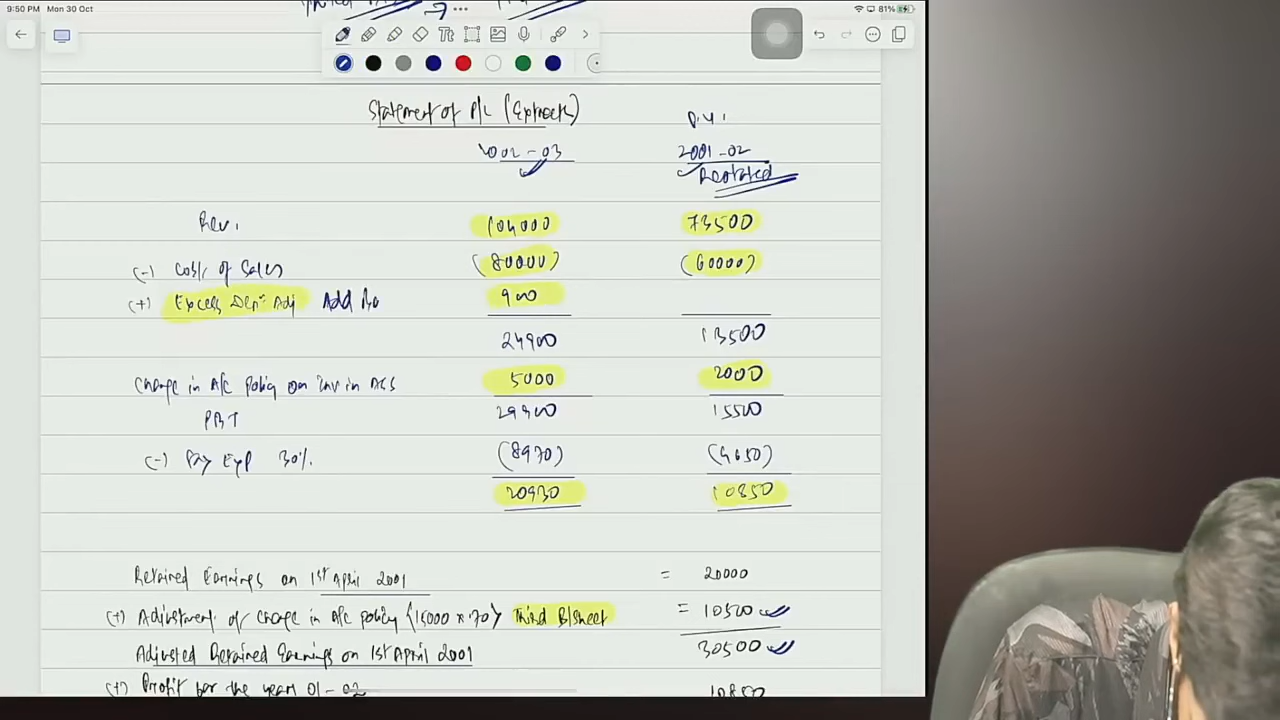 9:50 PM Mon 30 Oct
81%
Statement of P/L (Extract)
P.Y.
2002-03 2001-02
Restated
Rev. 104000 73500
(-) Cost of Sales (80000) (60000)
(+) Excess Depn Adj Add Ba 900
24900 13500
Change in A/c Policy on Inv in Acs 5000 2000
PBT 29900 15500
(-) Tax Exp 30% (8970) (4650)
20930 10850
Retained Earnings on 1st April 2001 = 20000
(+) Adjustment of change in A/c policy {15000 x 70} Third B/Sheet = 10500
Adjusted Retained Earnings on 1st April 2001 30500
(+) Profit for the years 01-02 10850